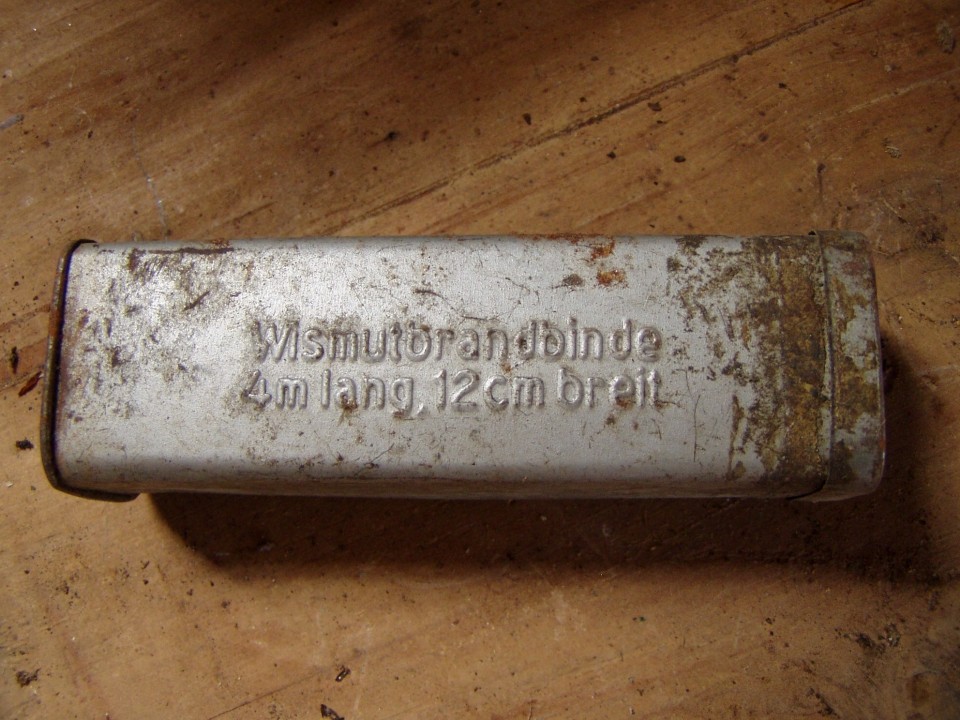 Wismutbrandbinde
4m lang, 12cm breit